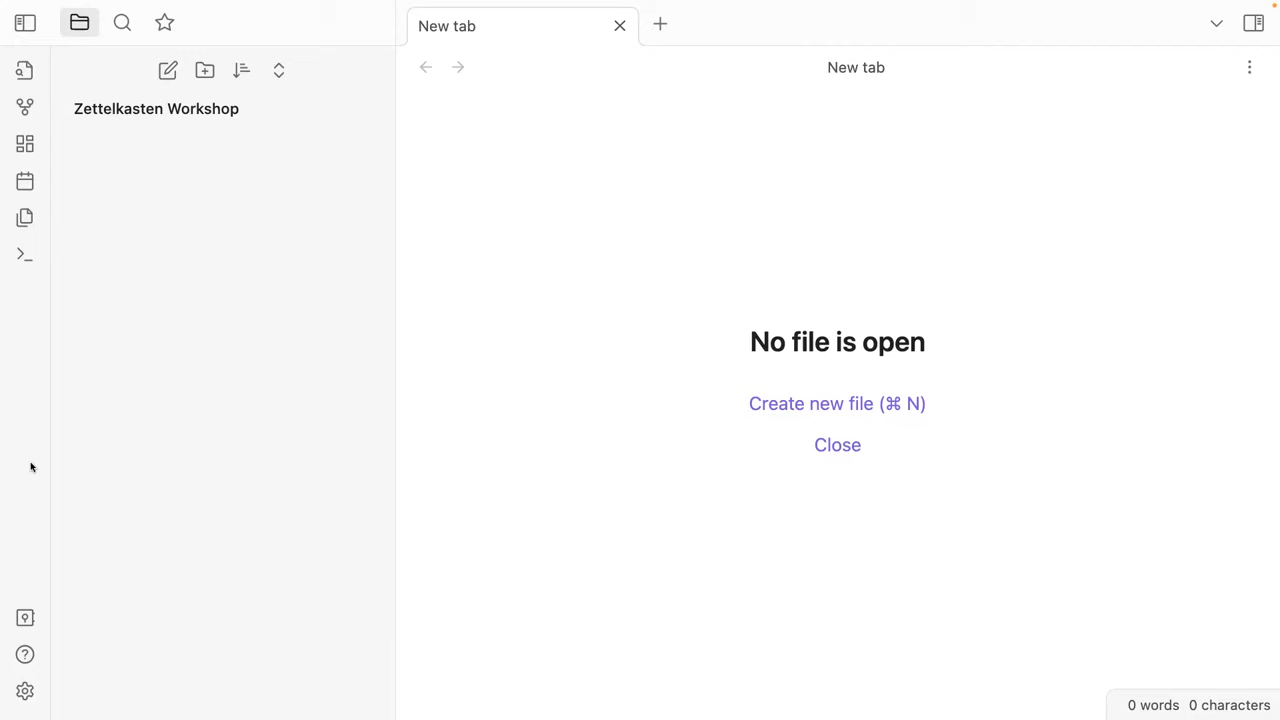 New tab
New tab
Zettelkasten Workshop
No file is open
Create new file (⌘ N)
Close
0 words 0 characters